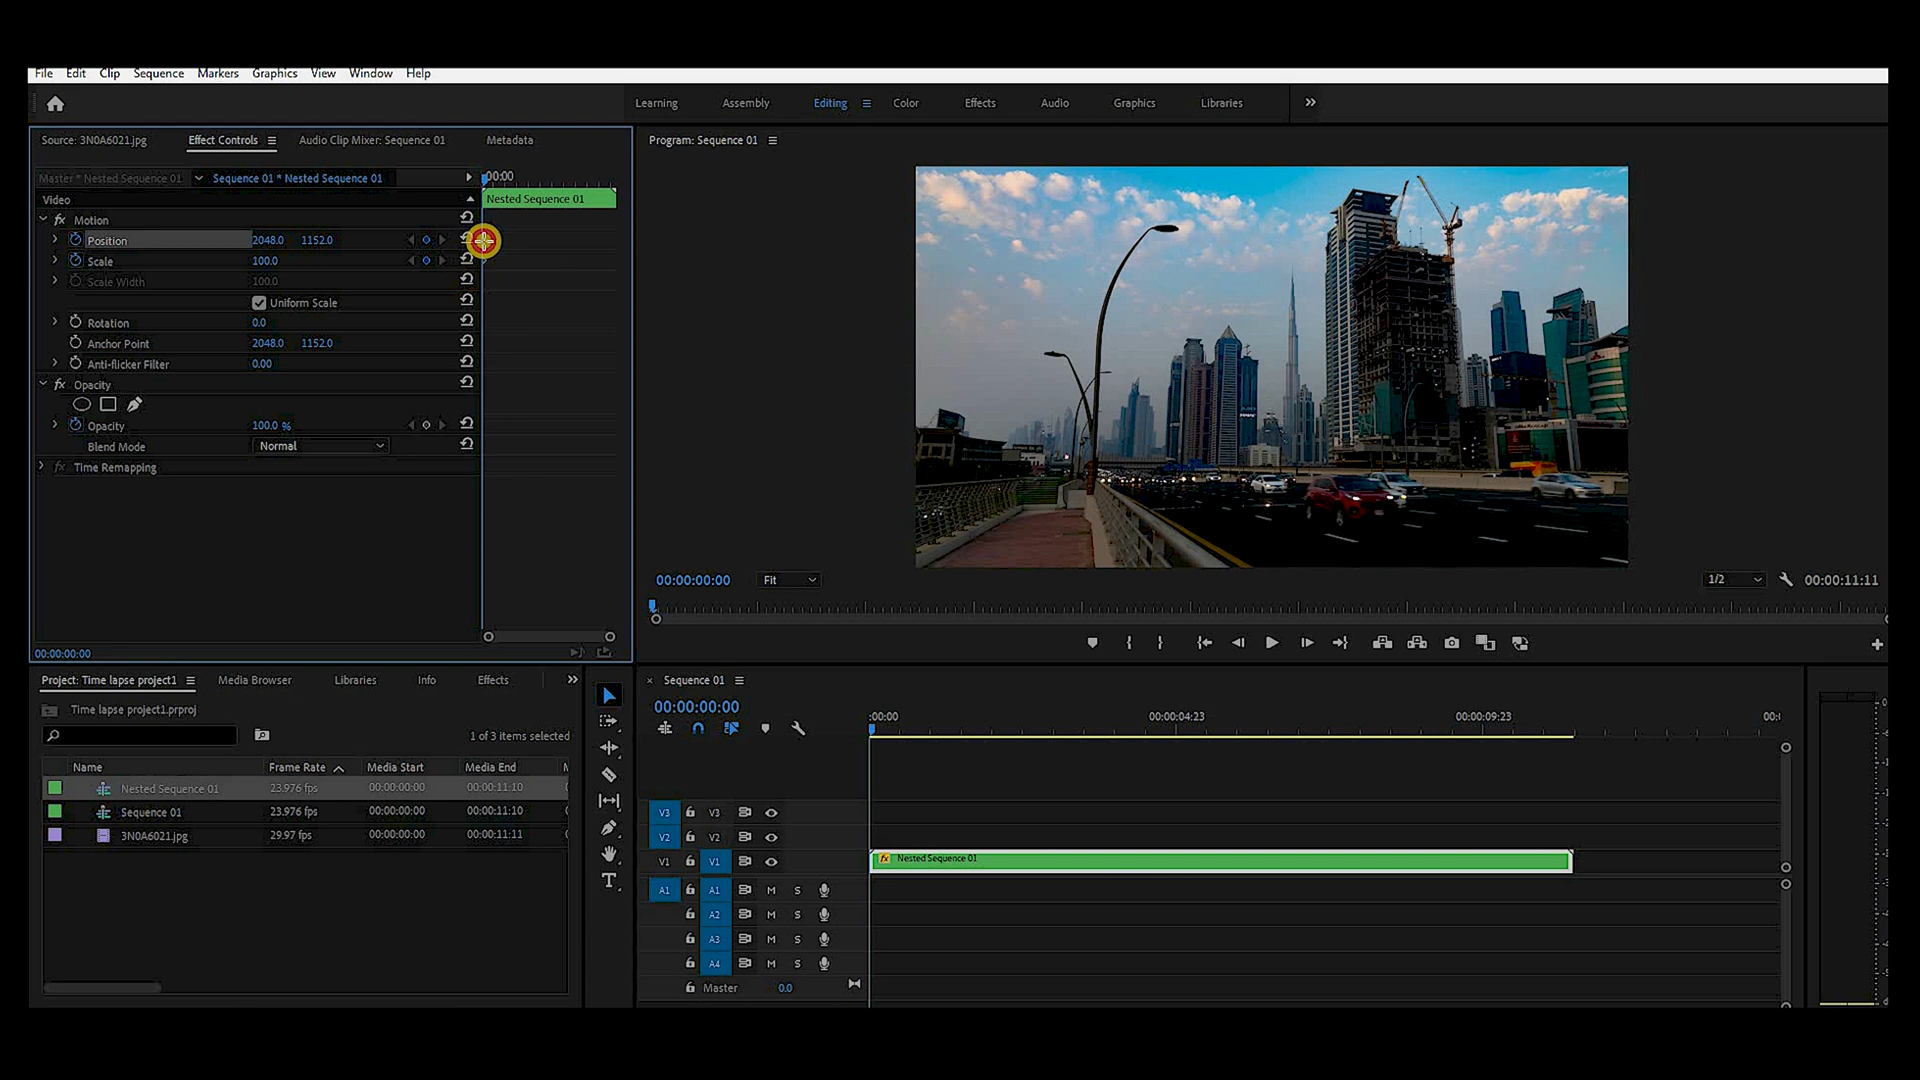 File Edit Clip Sequence Markers Graphics View Window Help
Learning Assembly Editing Color Effects Audio Graphics Libraries
Source: 3N0A6021.jpg Effect Controls Audio Clip Mixer: Sequence 01 Metadata
Program: Sequence 01
Master * Nested Sequence 01 Sequence 01 * Nested Sequence 01 :00:00
Video Nested Sequence 01
fx Motion
Position 2048.0 1152.0
Scale 100.0
Scale Width 100.0
Uniform Scale
Rotation 0.0
Anchor Point 2048.0 1152.0
Anti-flicker Filter 0.00
fx Opacity
Opacity 100.0 %
Blend Mode Normal
fx Time Remapping
00:00:00:00
00:00:00:00 Fit 1/2 00:00:11:11
Project: Time lapse project1 Media Browser Libraries Info Effects
Time lapse project1.prproj
1 of 3 items selected
Name Frame Rate Media Start Media End
Nested Sequence 01 23.976 fps 00:00:00:00 00:00:11:10
Sequence 01 23.976 fps 00:00:00:00 00:00:11:10
3N0A6021.jpg 29.97 fps 00:00:00:00 00:00:11:11
× Sequence 01
00:00:00:00
:00:00 00:00:04:23 00:00:09:23
V3 V3
V2 V2
V1 V1 fx Nested Sequence 01
A1 A1 M S
A2 M S
A3 M S
A4 M S
Master 0.0